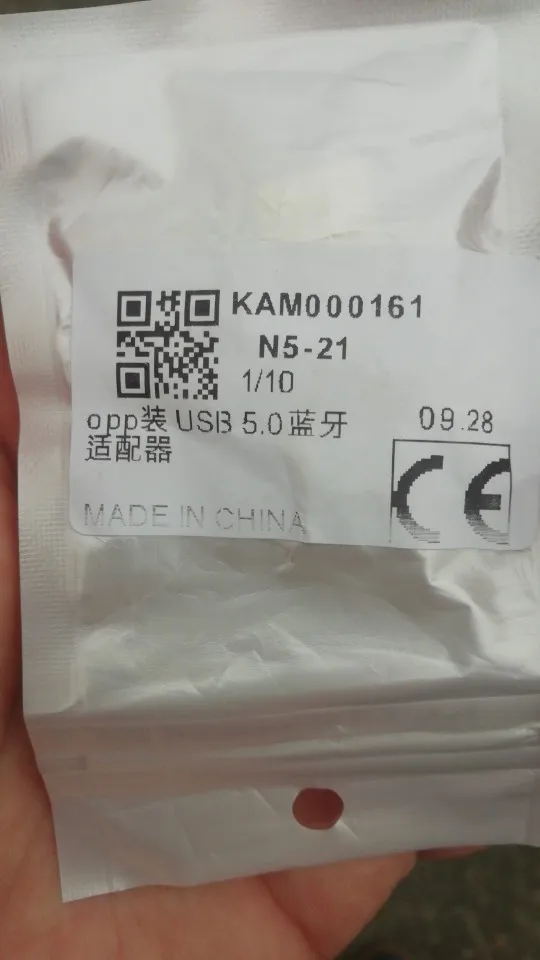 KAM000161
N5-21
1/10
opp装 USB 5.0蓝牙
适配器
09.28
MADE IN CHINA
CE